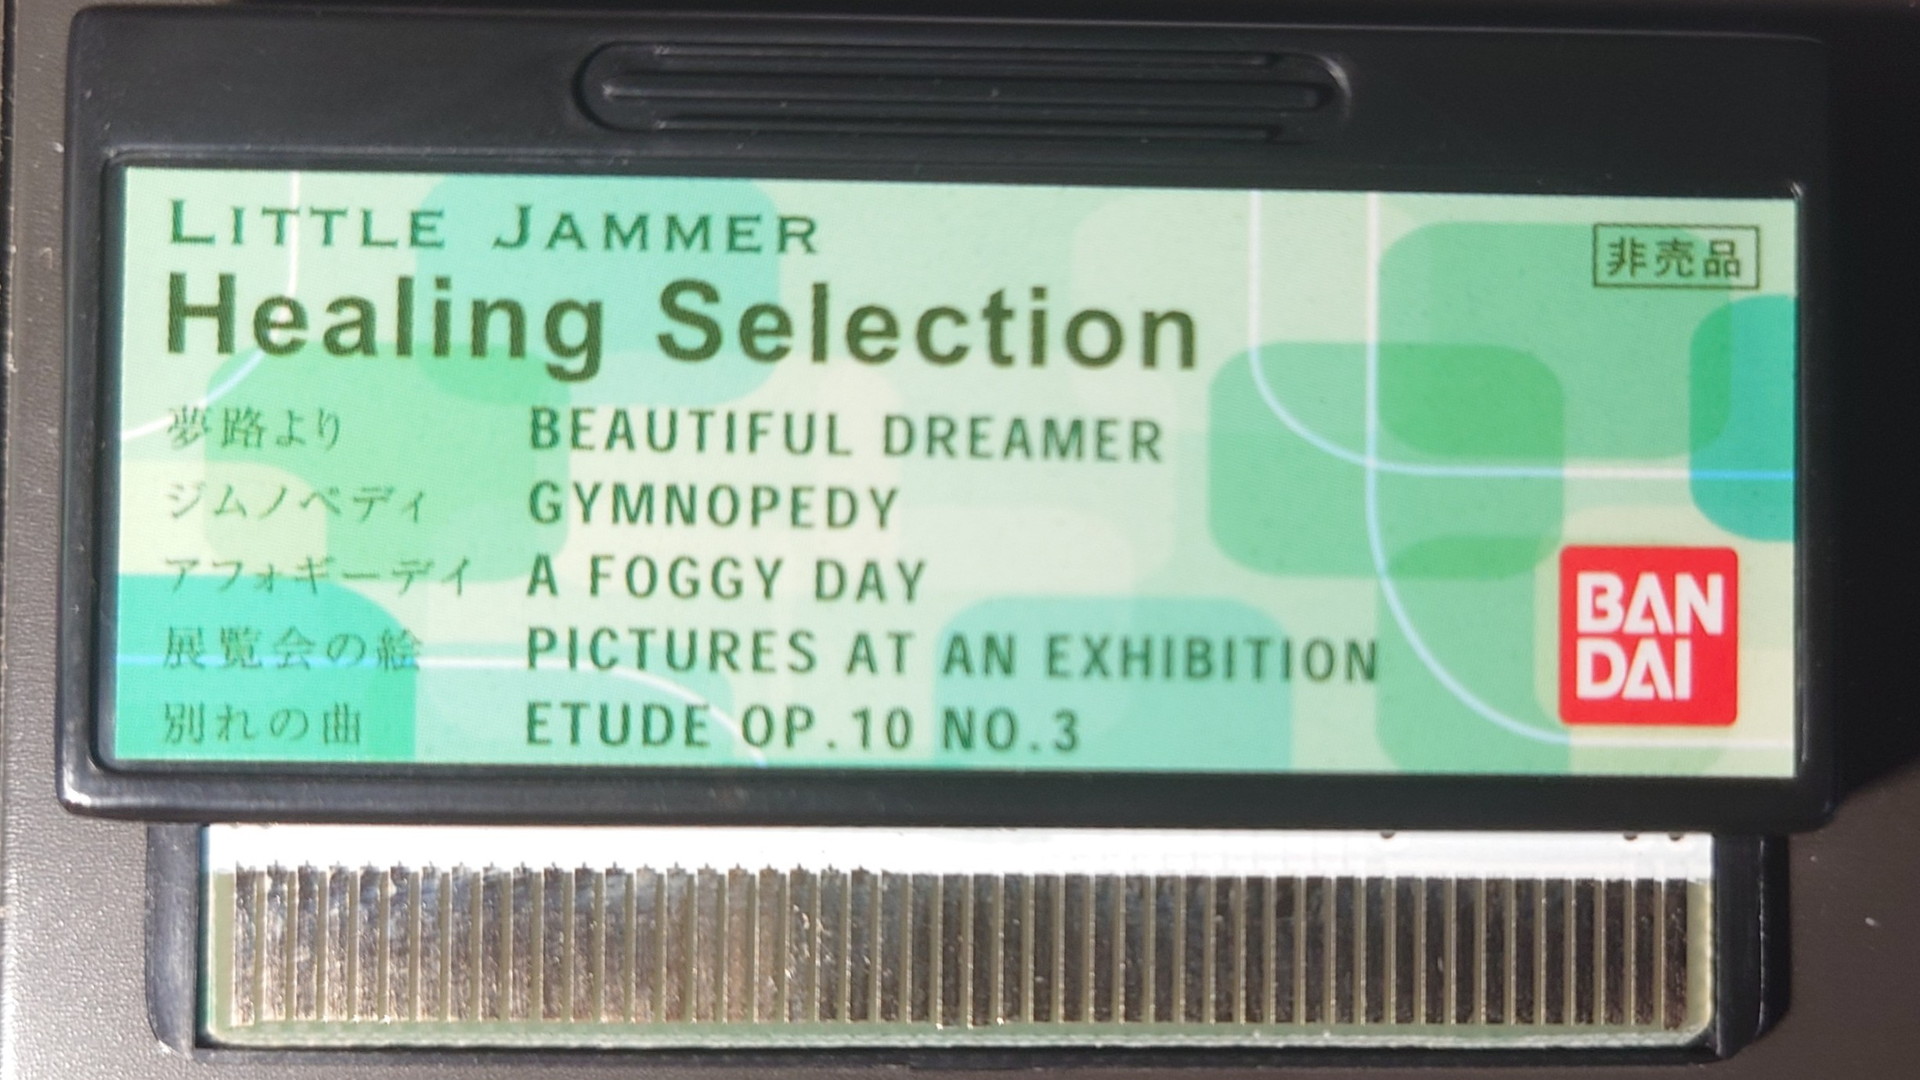 LITTLE JAMMER
非売品
Healing Selection
夢路より BEAUTIFUL DREAMER
ジムノペディ GYMNOPEDY
アフォギーデイ A FOGGY DAY
展覧会の絵 PICTURES AT AN EXHIBITION
別れの曲 ETUDE OP.10 NO.3
BAN
DAI